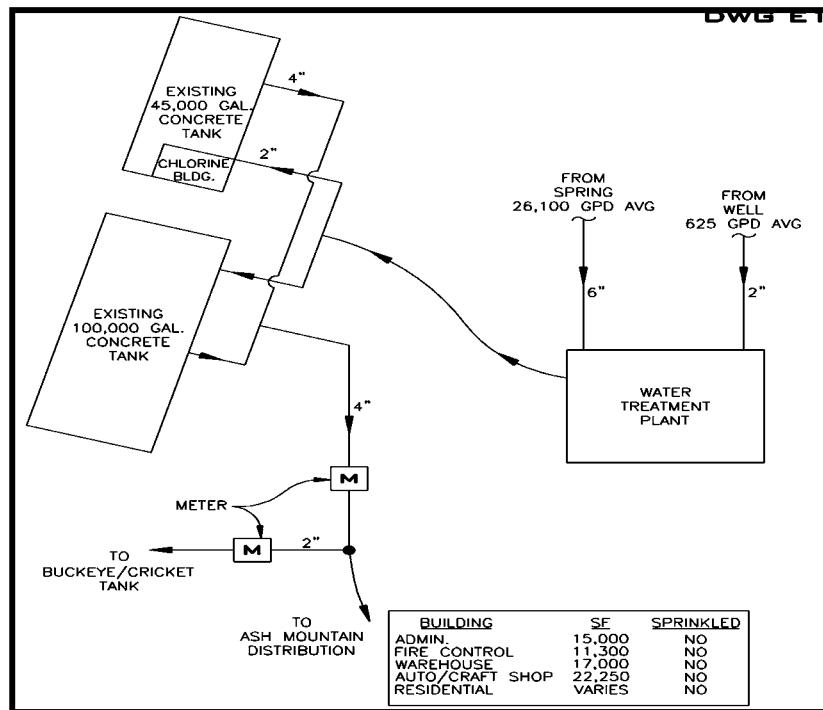 DWG E1
EXISTING
45,000 GAL.
CONCRETE
TANK
4"
CHLORINE
BLDG.
2"
FROM
SPRING
26,100 GPD AVG
FROM
WELL
625 GPD AVG
6"
2"
EXISTING
100,000 GAL.
CONCRETE
TANK
WATER
TREATMENT
PLANT
4"
M
METER
M
2"
TO
BUCKEYE/CRICKET
TANK
TO
ASH MOUNTAIN
DISTRIBUTION
BUILDING SF SPRINKLED
ADMIN. 15,000 NO
FIRE CONTROL 11,300 NO
WAREHOUSE 17,000 NO
AUTO/CRAFT SHOP 22,250 NO
RESIDENTIAL VARIES NO